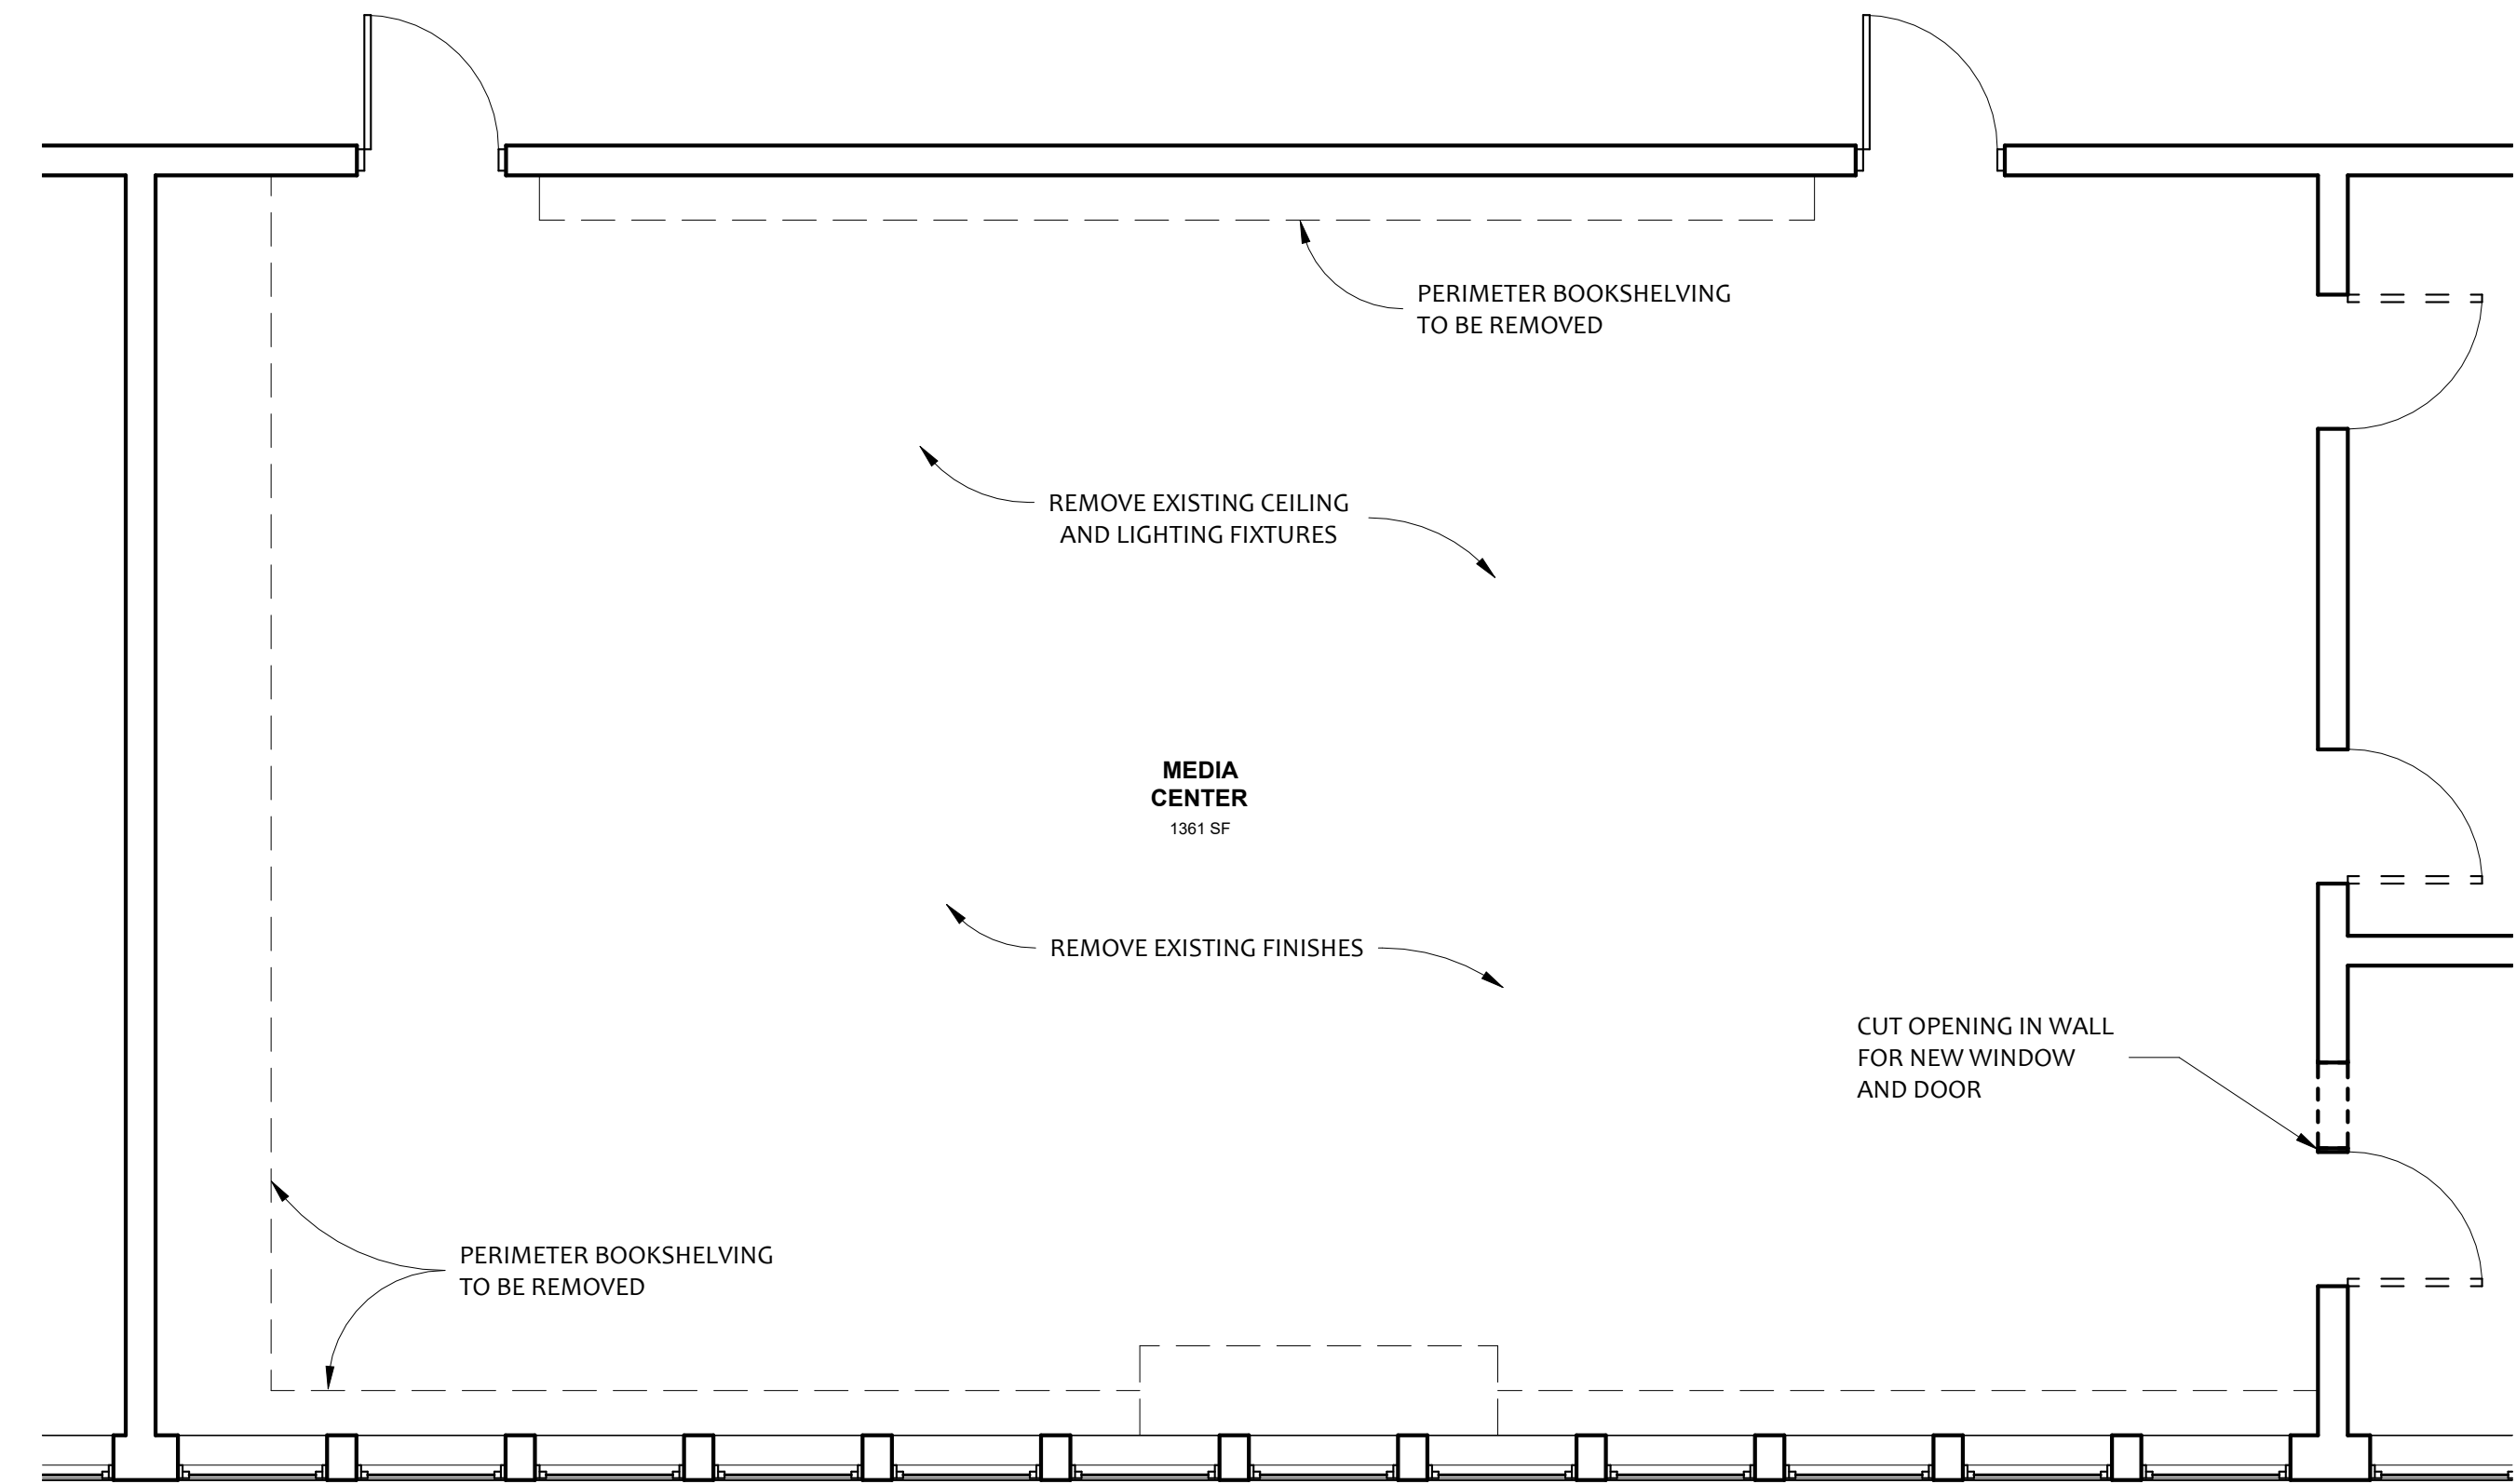 PERIMETER BOOKSHELVING
TO BE REMOVED
REMOVE EXISTING CEILING
AND LIGHTING FIXTURES
MEDIA
CENTER
1361 SF
REMOVE EXISTING FINISHES
CUT OPENING IN WALL
FOR NEW WINDOW
AND DOOR
PERIMETER BOOKSHELVING
TO BE REMOVED